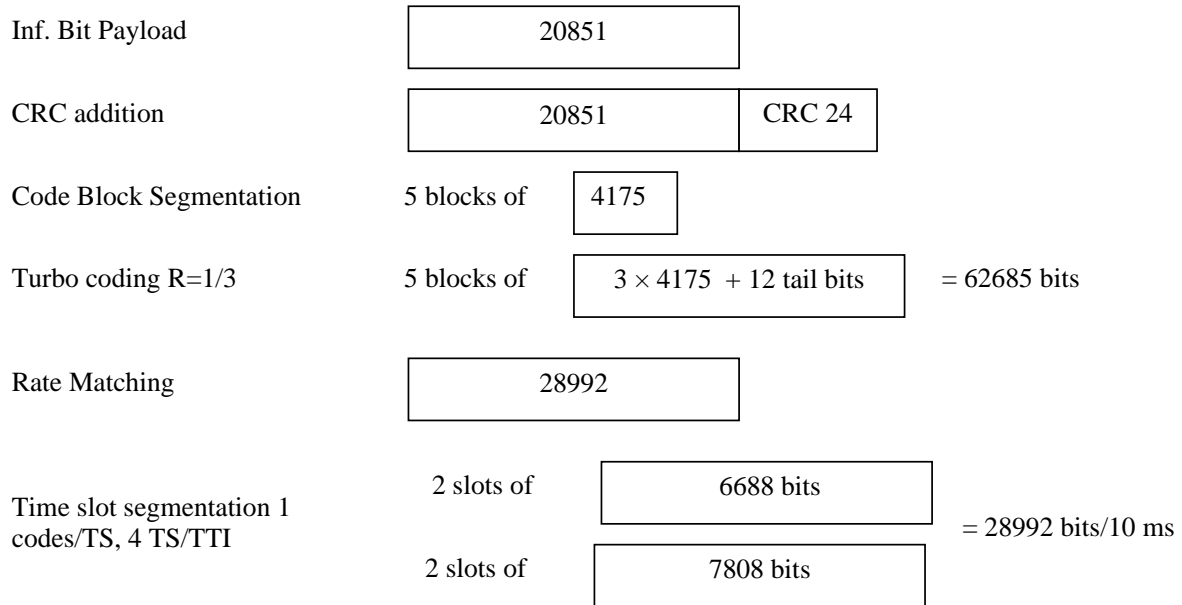 Inf. Bit Payload
20851
CRC addition
20851
CRC 24
Code Block Segmentation
5 blocks of
4175
Turbo coding R=1/3
5 blocks of
3 × 4175 + 12 tail bits
= 62685 bits
Rate Matching
28992
Time slot segmentation 1
codes/TS, 4 TS/TTI
2 slots of
6688 bits
= 28992 bits/10 ms
2 slots of
7808 bits